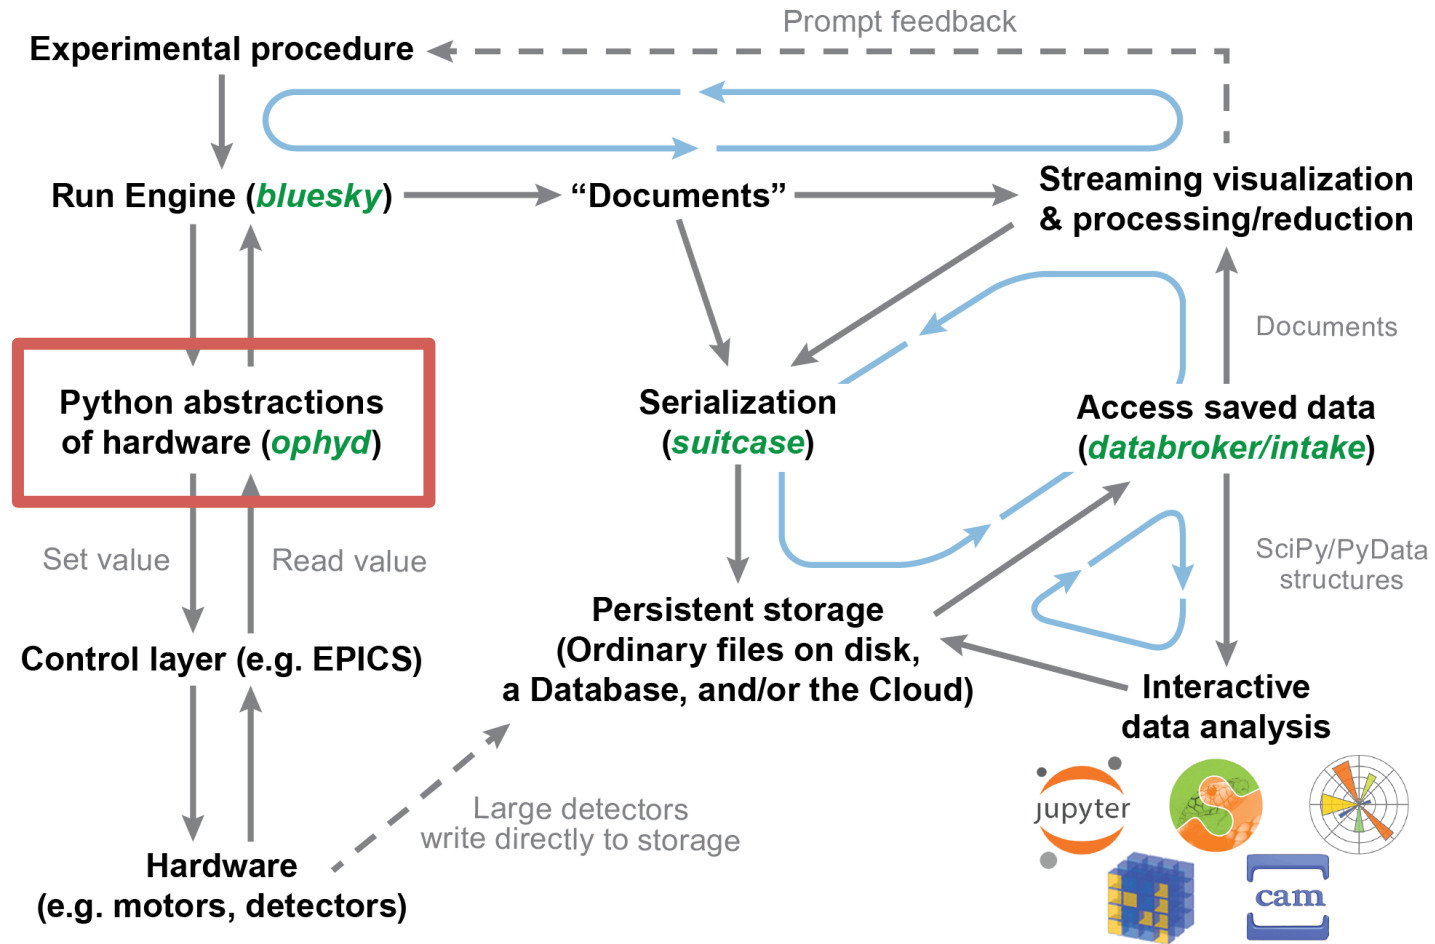 Prompt feedback
Experimental procedure
Run Engine (bluesky)
“Documents”
Streaming visualization
& processing/reduction
Documents
Python abstractions
of hardware (ophyd)
Serialization
(suitcase)
Access saved data
(databroker/intake)
Set value
Read value
SciPy/PyData
structures
Control layer (e.g. EPICS)
Persistent storage
(Ordinary files on disk,
a Database, and/or the Cloud)
Interactive
data analysis
Large detectors
write directly to storage
Hardware
(e.g. motors, detectors)
jupyter
cam